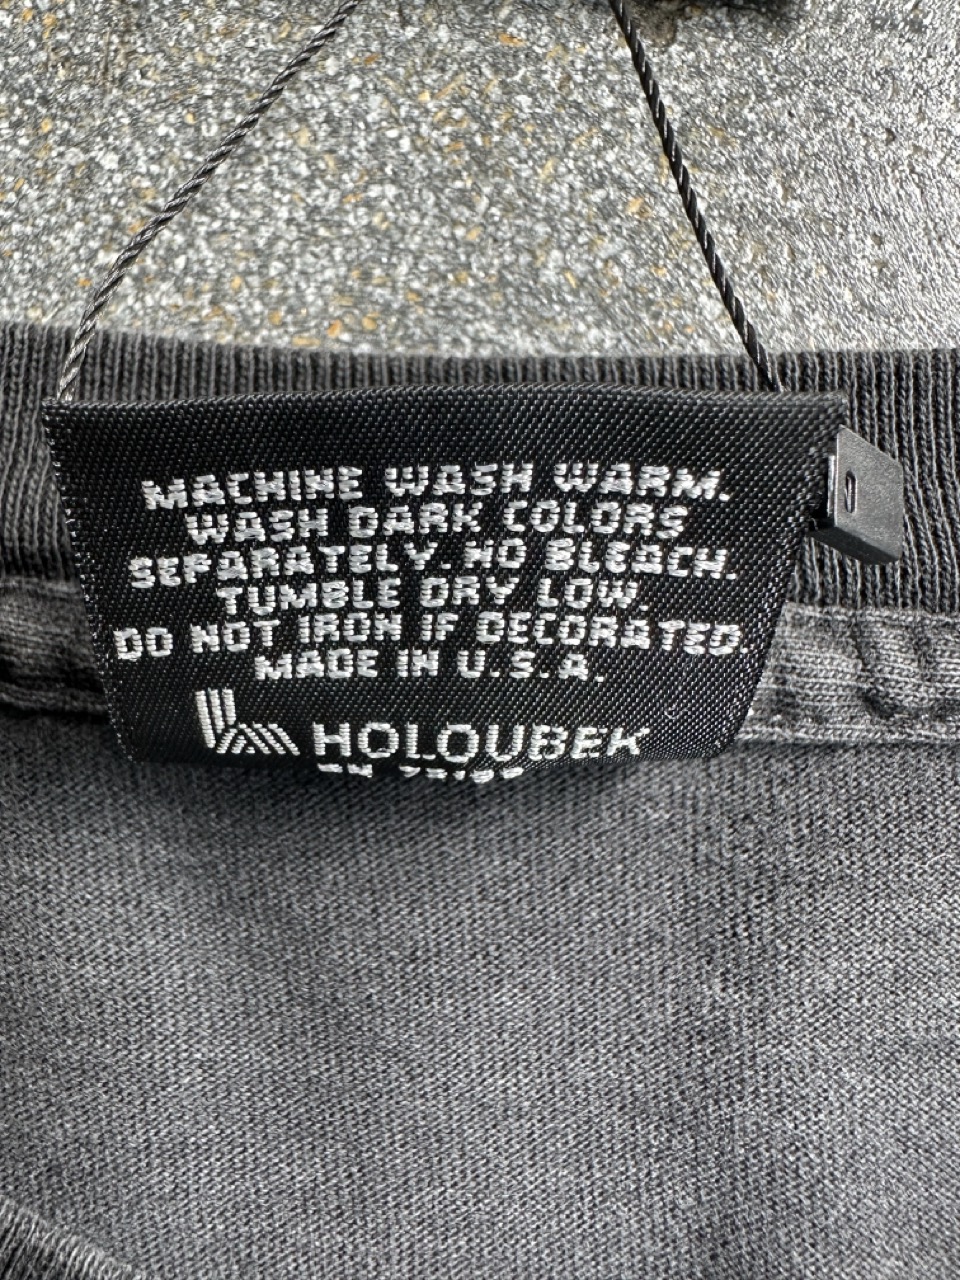 MACHINE WASH WARM.
WASH DARK COLORS
SEPARATELY. NO BLEACH.
TUMBLE DRY LOW.
DO NOT IRON IF DECORATED.
MADE IN U.S.A.
HOLOUBEK